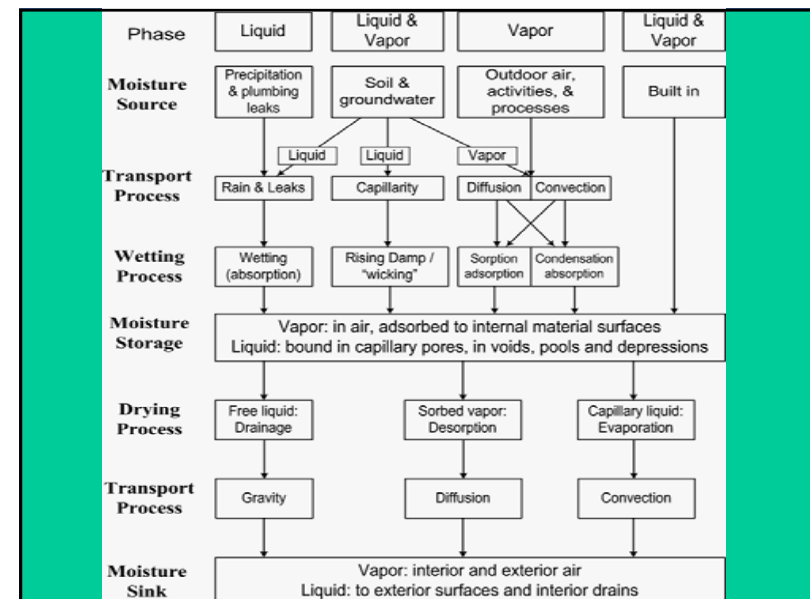 Phase
Liquid
Liquid &
Vapor
Vapor
Liquid &
Vapor
Moisture
Source
Precipitation
& plumbing
leaks
Soil &
groundwater
Outdoor air,
activities, &
processes
Built in
Liquid
Liquid
Vapor
Transport
Process
Rain & Leaks
Capillarity
Diffusion
Convection
Wetting
Process
Wetting
(absorption)
Rising Damp /
“wicking”
Sorption
adsorption
Condensation
absorption
Moisture
Storage
Vapor: in air, adsorbed to internal material surfaces
Liquid: bound in capillary pores, in voids, pools and depressions
Drying
Process
Free liquid:
Drainage
Sorbed vapor:
Desorption
Capillary liquid:
Evaporation
Transport
Process
Gravity
Diffusion
Convection
Moisture
Sink
Vapor: interior and exterior air
Liquid: to exterior surfaces and interior drains